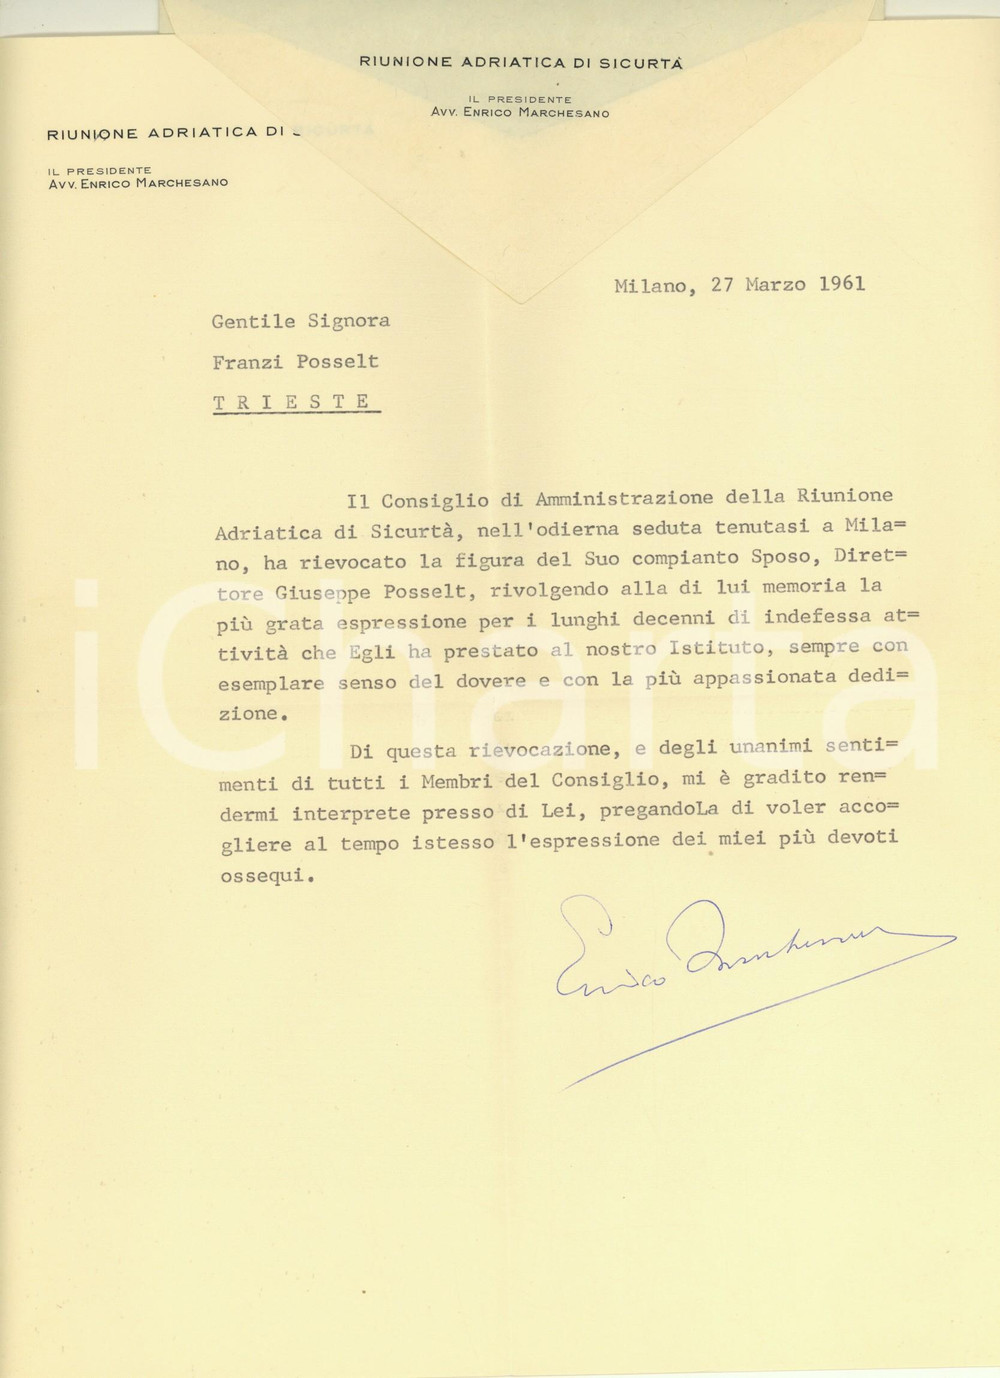 RIUNIONE ADRIATICA DI SICURTÀ
IL PRESIDENTE
AVV. ENRICO MARCHESANO
RIUNIONE ADRIATICA DI
IL PRESIDENTE
AVV. ENRICO MARCHESANO
Milano, 27 Marzo 1961
Gentile Signora
Franzi Posselt
TRIESTE
Il Consiglio di Amministrazione della Riunione
Adriatica di Sicurtà, nell'odierna seduta tenutasi a Mila=
no, ha rievocato la figura del Suo compianto Sposo, Diret=
tore Giuseppe Posselt, rivolgendo alla di lui memoria la
più grata espressione per i lunghi decenni di indefessa at=
tività che Egli ha prestato al nostro Istituto, sempre con
esemplare senso del dovere e con la più appassionata dedi=
zione.
Di questa rievocazione, e degli unanimi senti=
menti di tutti i Membri del Consiglio, mi è gradito ren=
dermi interprete presso di Lei, pregandoLa di voler acco=
gliere al tempo istesso l'espressione dei miei più devoti
ossequi.
Enrico Marchesano
iCharta